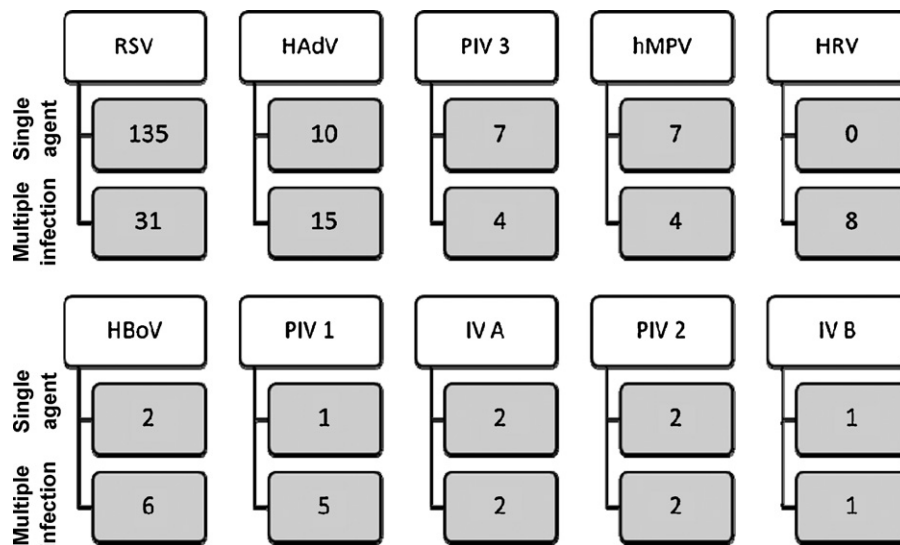 RSV HAdV PIV 3 hMPV HRV
Single agent 135 10 7 7 0
Multiple infection 31 15 4 4 8
HBoV PIV 1 IV A PIV 2 IV B
Single agent 2 1 2 2 1
Multiple nfection 6 5 2 2 1